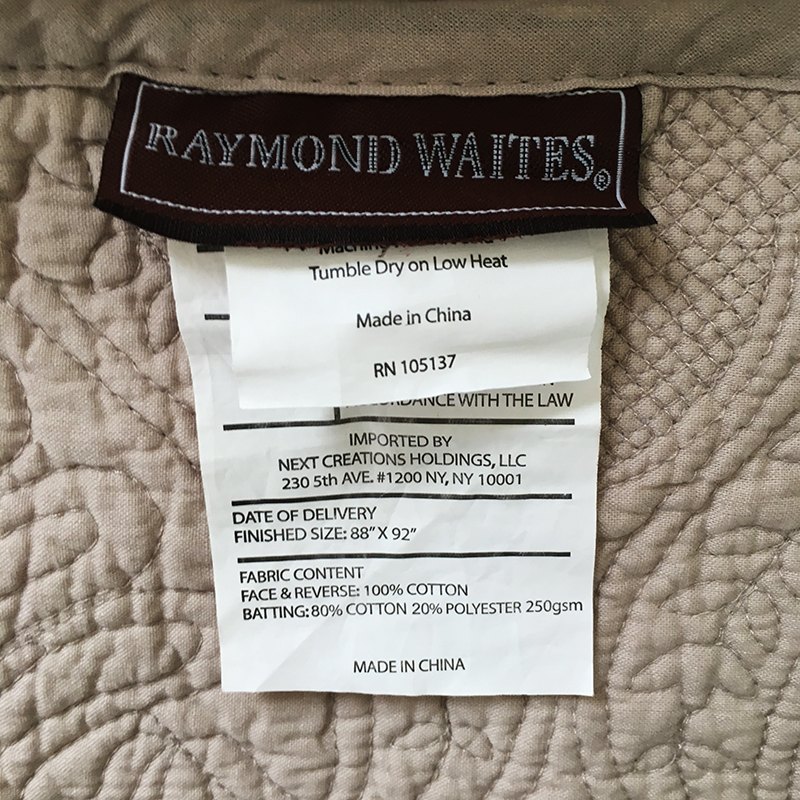 RAYMOND WAITES®
Tumble Dry on Low Heat
Made in China
RN 105137
WITH THE LAW
IMPORTED BY
NEXT CREATIONS HOLDINGS, LLC
230 5th AVE. #1200 NY, NY 10001
DATE OF DELIVERY
FINISHED SIZE: 88" X 92"
FABRIC CONTENT
FACE & REVERSE: 100% COTTON
BATTING: 80% COTTON 20% POLYESTER 250gsm
MADE IN CHINA